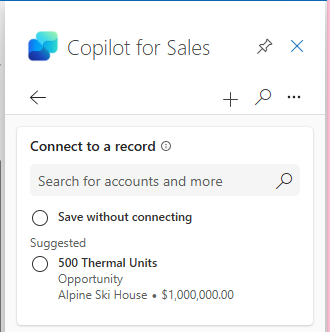 Copilot for Sales
Connect to a record
Search for accounts and more
Save without connecting
Suggested
500 Thermal Units
Opportunity
Alpine Ski House • $1,000,000.00